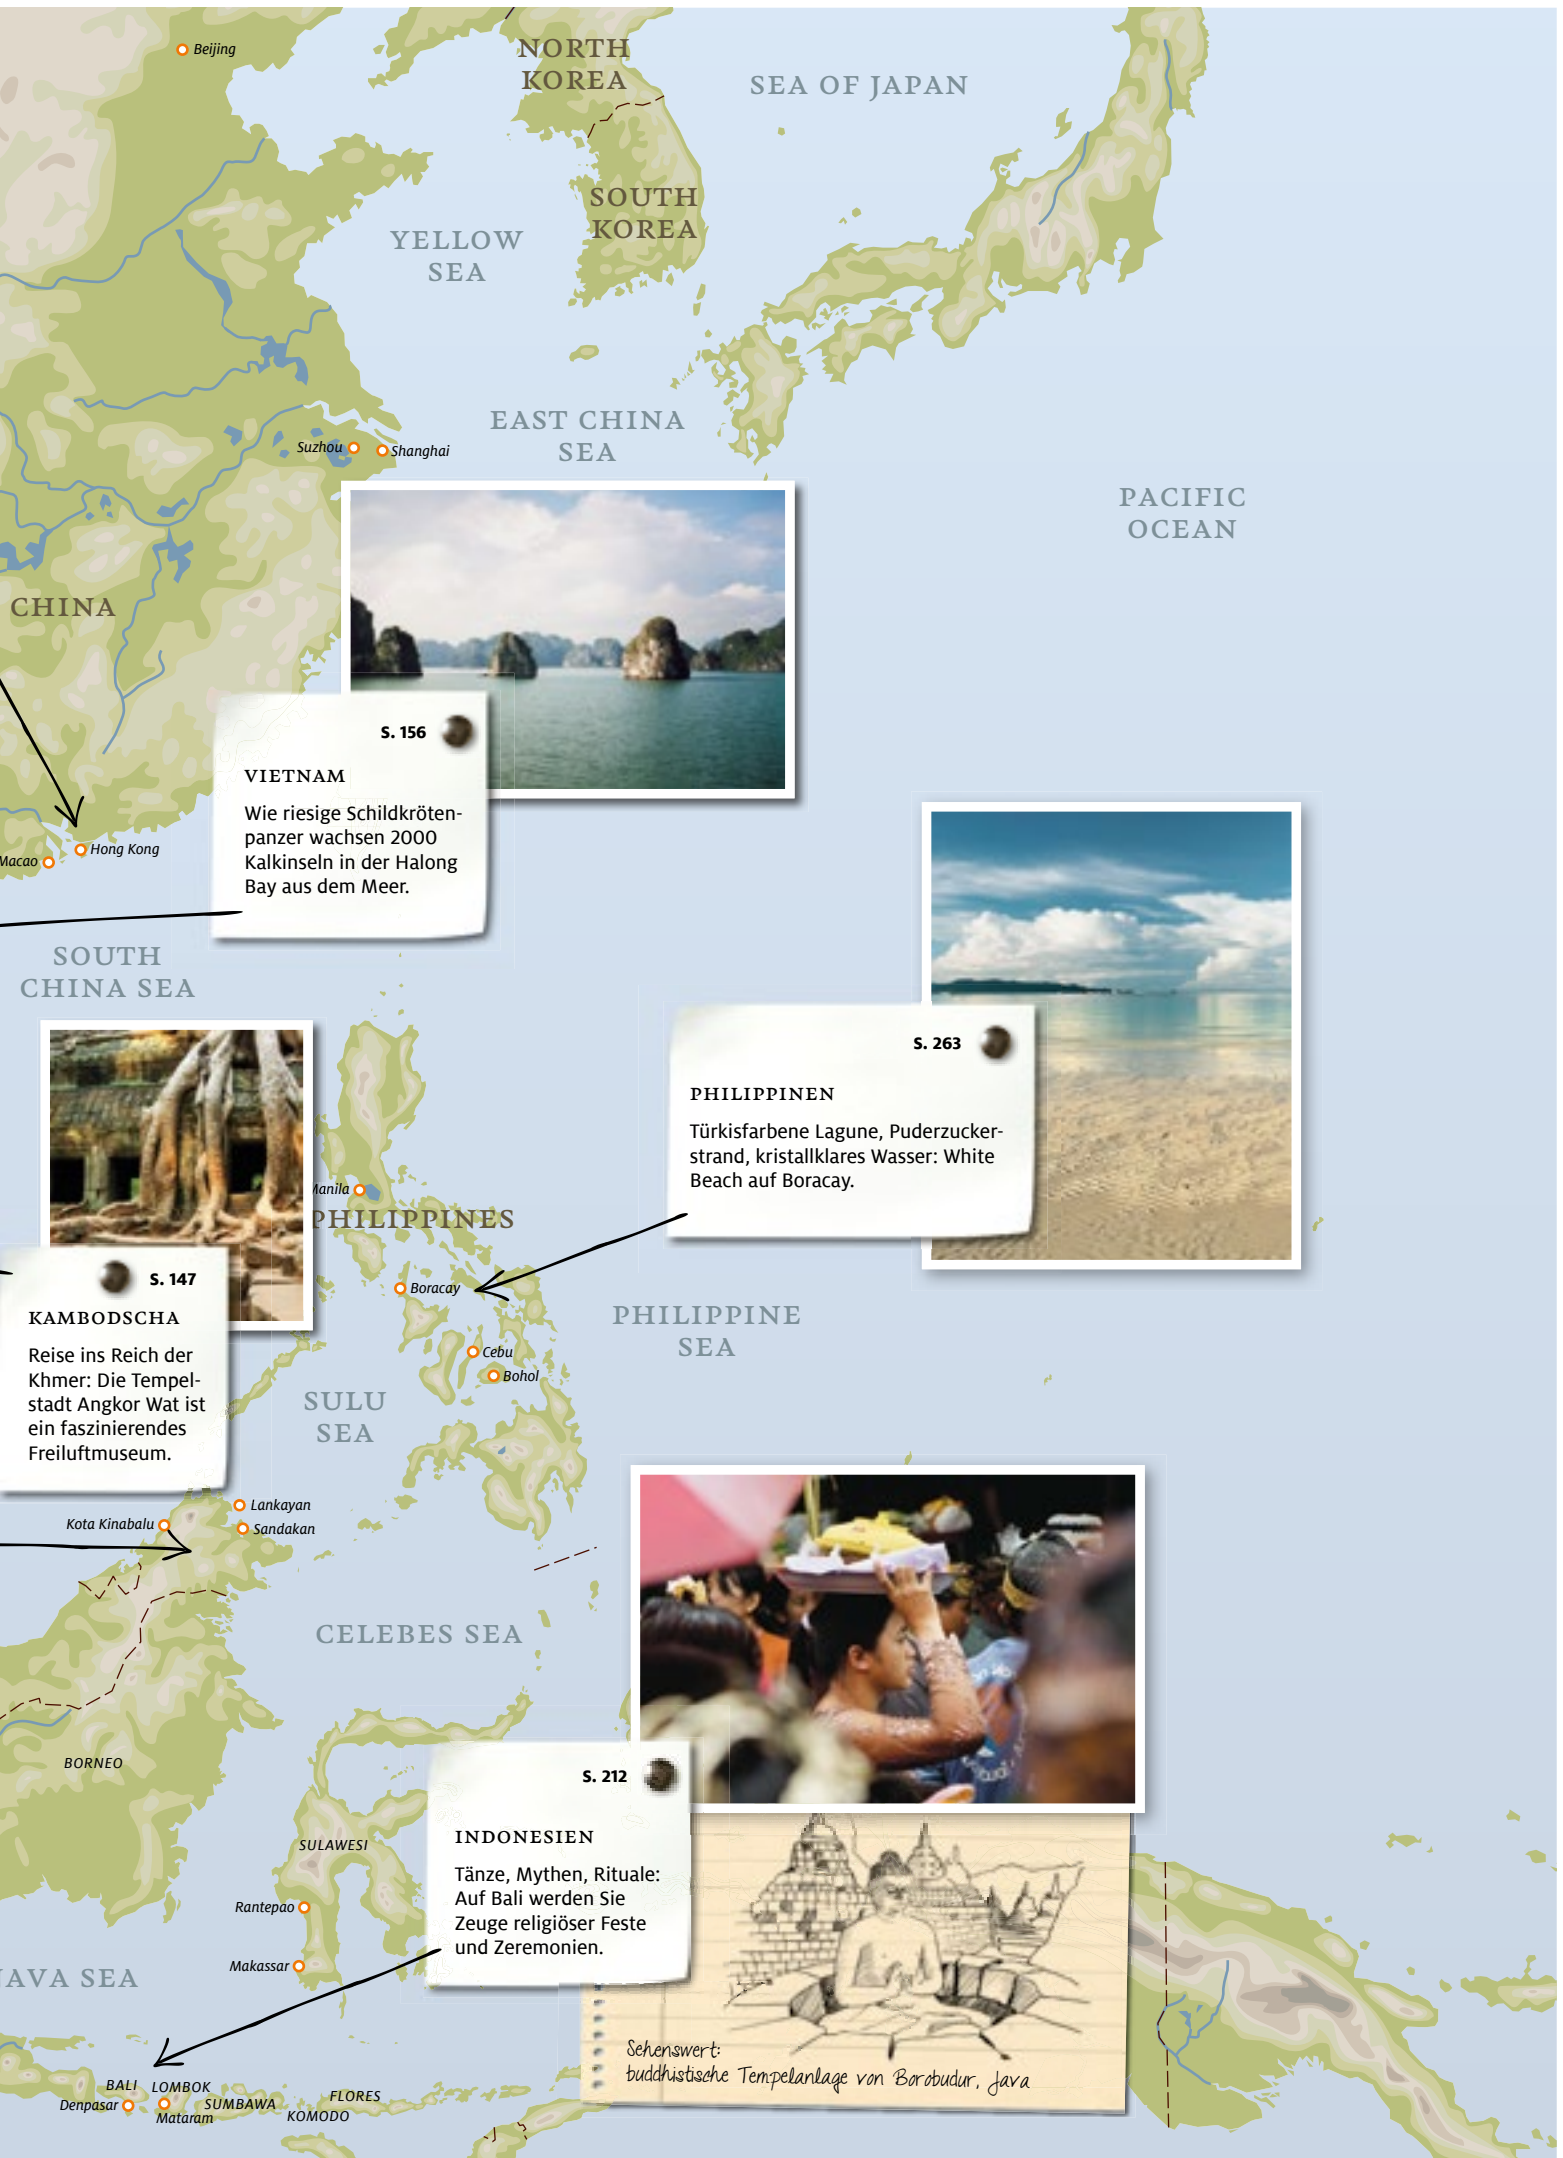 Beijing
NORTH
KOREA
SEA OF JAPAN
SOUTH
KOREA
YELLOW
SEA
EAST CHINA
SEA
Suzhou
Shanghai
PACIFIC
OCEAN
CHINA
S. 156
VIETNAM
Wie riesige Schildkröten-
panzer wachsen 2000
Kalkinseln in der Halong
Bay aus dem Meer.
Hong Kong
Macao
SOUTH
CHINA SEA
S. 263
PHILIPPINEN
Türkisfarbene Lagune, Puderzucker-
strand, kristallklares Wasser: White
Beach auf Boracay.
Manila
PHILIPPINES
S. 147
KAMBODSCHA
Reise ins Reich der
Khmer: Die Tempel-
stadt Angkor Wat ist
ein faszinierendes
Freiluftmuseum.
Boracay
PHILIPPINE
SEA
Cebu
Bohol
SULU
SEA
Lankayan
Kota Kinabalu
Sandakan
CELEBES SEA
BORNEO
S. 212
INDONESIEN
Tänze, Mythen, Rituale:
Auf Bali werden Sie
Zeuge religiöser Feste
und Zeremonien.
SULAWESI
Rantepao
Makassar
JAVA SEA
Sehenswert:
buddhistische Tempelanlage von Borobudur, Java
BALI
LOMBOK
Denpasar
Mataram
SUMBAWA
FLORES
KOMODO